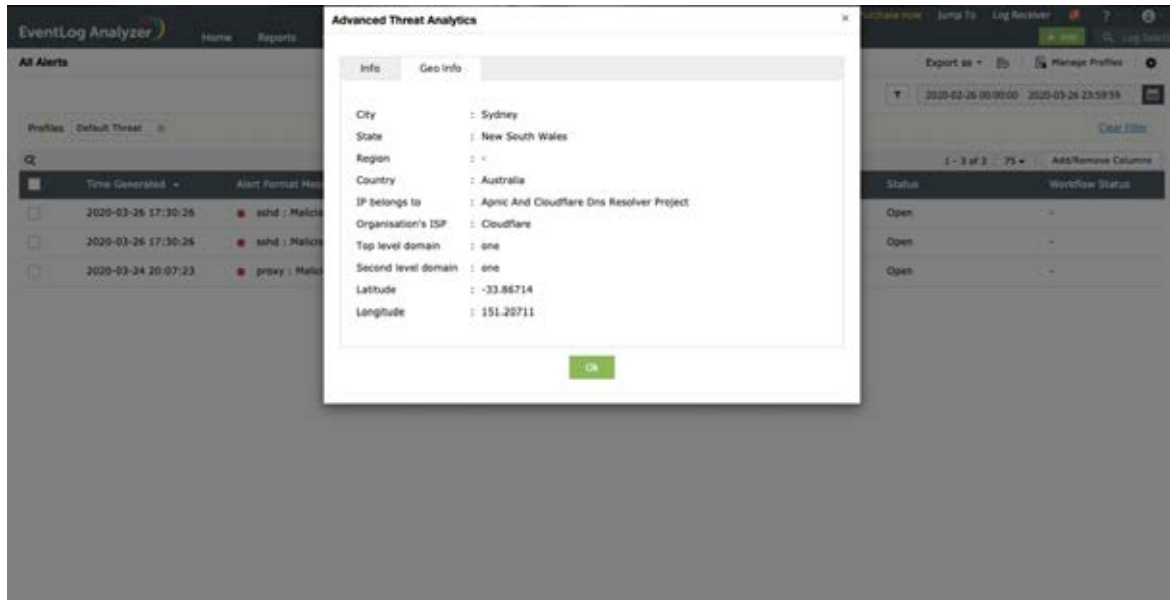 Advanced Threat Analytics
Jump To Log Receiver ?
EventLog Analyzer
Home Reports
+ Add
All Alerts
Info Geo Info
Export as Manage Profiles
2020-02-26 00:00:00 2020-03-26 23:59:59
City : Sydney
State : New South Wales
Profiles Default Threat
Clear Filter
Region : -
1 - 3 of 3 75 Add/Remove Columns
Country : Australia
Time Generated Alert Format
IP belongs to : Apnic And Cloudflare Dns Resolver Project
Status Workflow Status
Organisation's ISP : Cloudflare
2020-03-26 17:30:26 sshd :
Open -
Top level domain : one
2020-03-26 17:30:26 sshd :
Open -
Second level domain : one
2020-03-24 20:07:23 proxy :
Open -
Latitude : -33.86714
Longitude : 151.20711
Ok